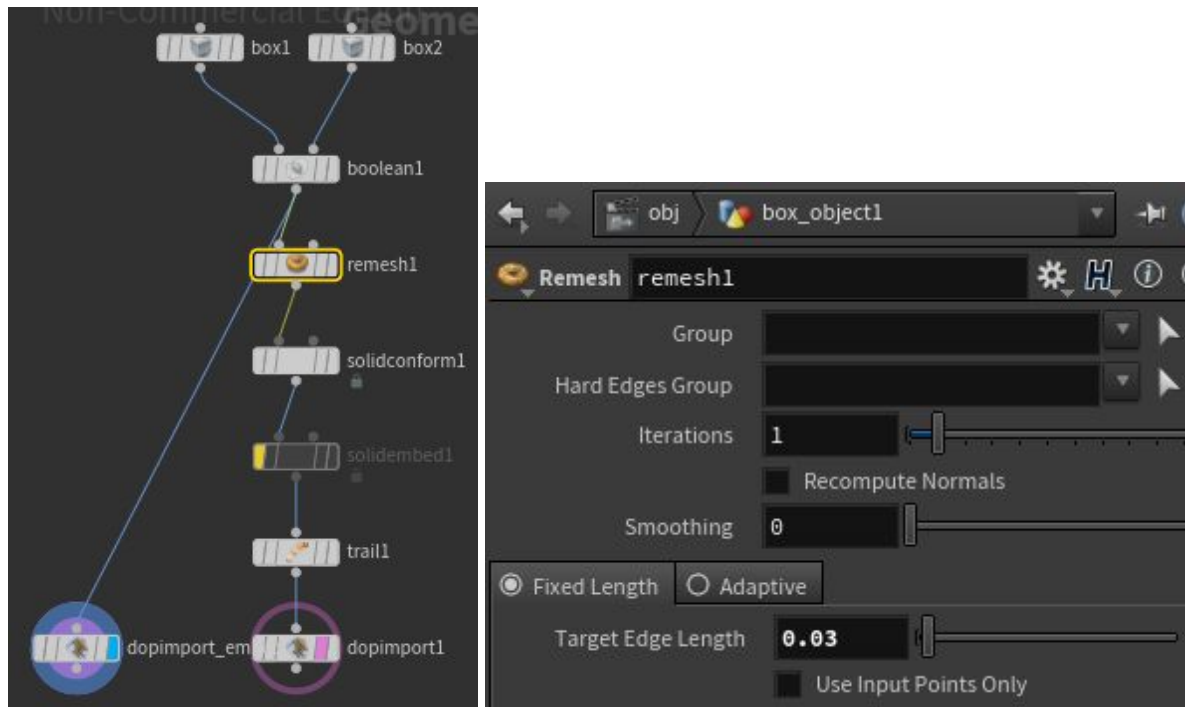 Non-Commercial Edition
Geome
box1
box2
boolean1
remesh1
solidconform1
solidembed1
trail1
dopimport_em
dopimport1
obj
box_object1
Remesh remesh1
Group
Hard Edges Group
Iterations 1
Recompute Normals
Smoothing 0
Fixed Length Adaptive
Target Edge Length 0.03
Use Input Points Only